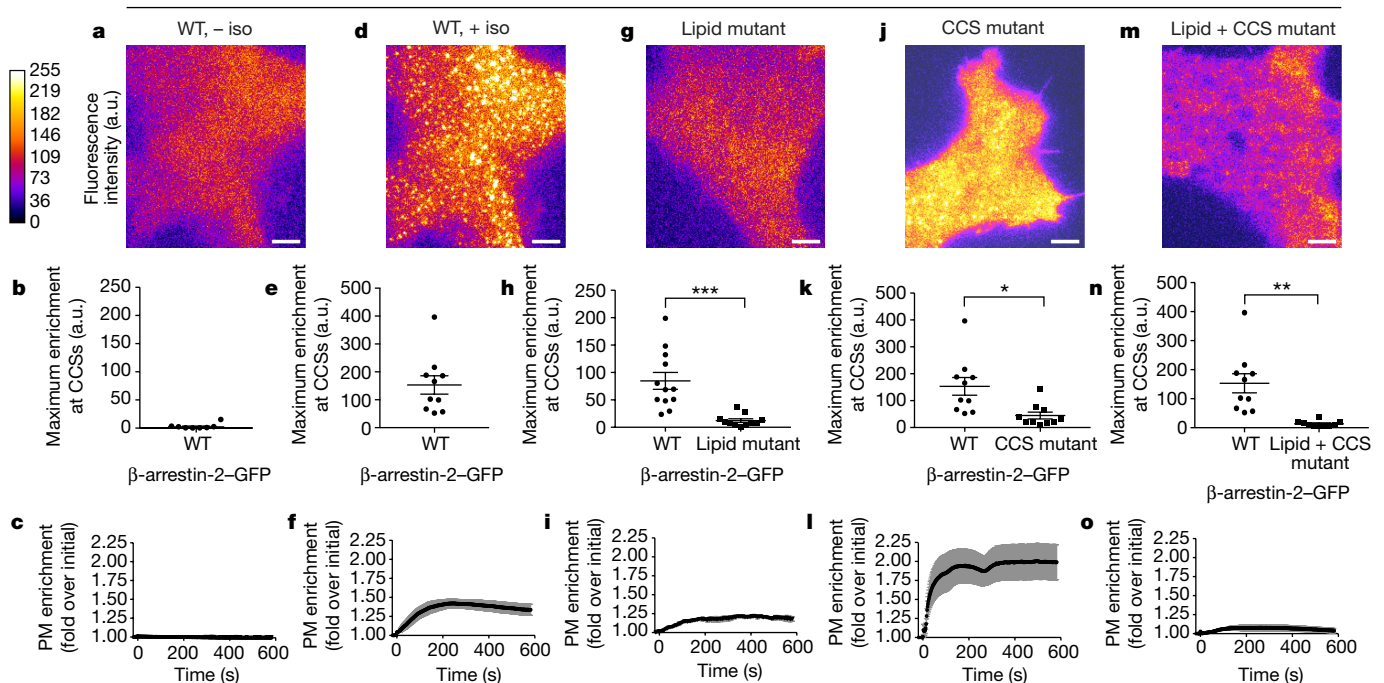 a WT, – iso
d WT, + iso
g Lipid mutant
j CCS mutant
m Lipid + CCS mutant
255
219
182
146
109
73
36
0
Fluorescence
intensity (a.u.)
b
Maximum enrichment
at CCSs (a.u.)
250
200
150
100
50
0
WT
β-arrestin-2–GFP
e
Maximum enrichment
at CCSs (a.u.)
500
400
300
200
100
0
WT
β-arrestin-2–GFP
h
Maximum enrichment
at CCSs (a.u.)
250
200
150
100
50
0
***
WT Lipid mutant
β-arrestin-2–GFP
k
Maximum enrichment
at CCSs (a.u.)
500
400
300
200
100
0
*
WT CCS mutant
β-arrestin-2–GFP
n
Maximum enrichment
at CCSs (a.u.)
500
400
300
200
100
0
**
WT Lipid + CCS
mutant
β-arrestin-2–GFP
c
PM enrichment
(fold over initial)
2.25
2.00
1.75
1.50
1.25
1.00
0 200 400 600
Time (s)
f
PM enrichment
(fold over initial)
2.25
2.00
1.75
1.50
1.25
1.00
0 200 400 600
Time (s)
i
PM enrichment
(fold over initial)
2.25
2.00
1.75
1.50
1.25
1.00
0 200 400 600
Time (s)
l
PM enrichment
(fold over initial)
2.25
2.00
1.75
1.50
1.25
1.00
0 200 400 600
Time (s)
o
PM enrichment
(fold over initial)
2.25
2.00
1.75
1.50
1.25
1.00
0 200 400 600
Time (s)